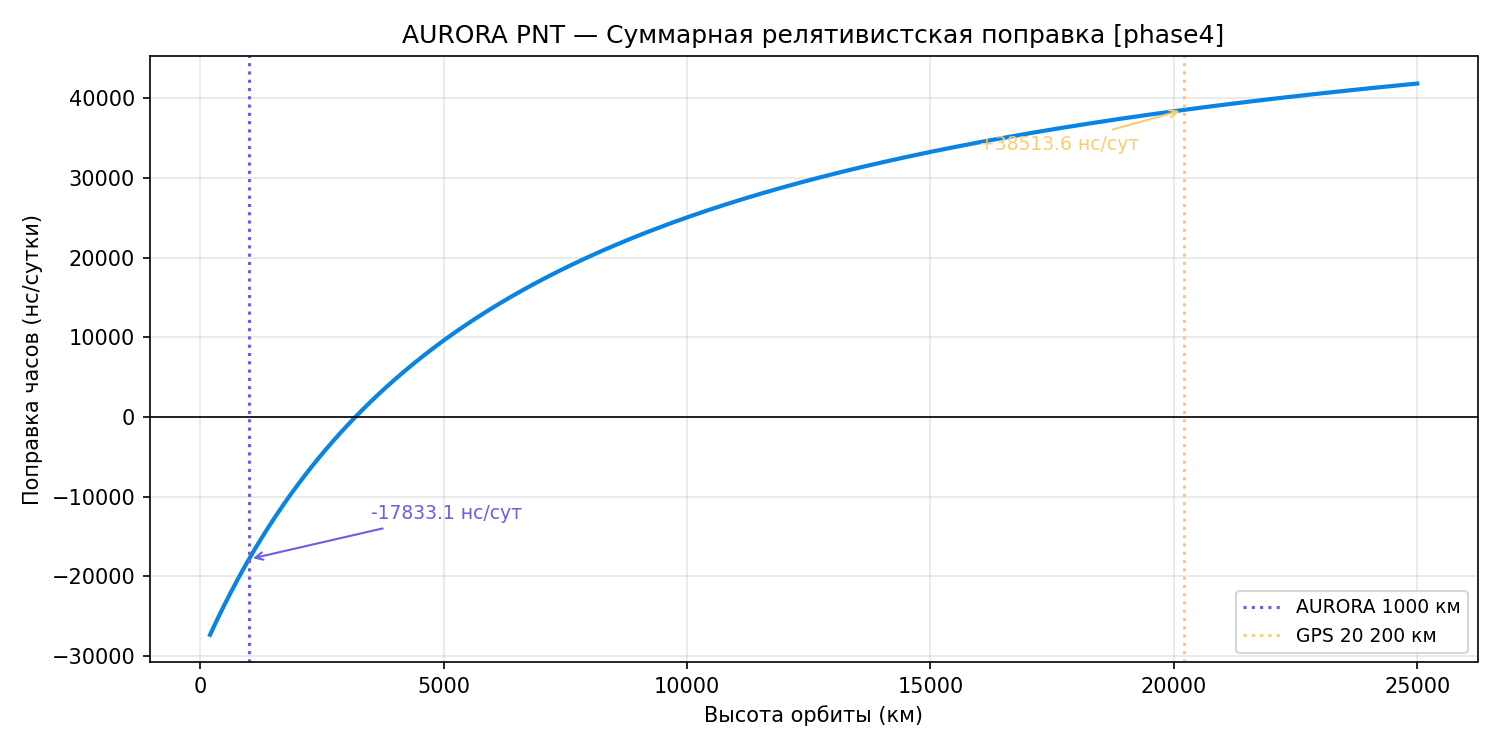 AURORA PNT — Суммарная релятивистская поправка [phase4]
Поправка часов (нс/сутки)
40000
30000
20000
10000
0
−10000
−20000
−30000
+38513.6 нс/сут
-17833.1 нс/сут
AURORA 1000 км
GPS 20 200 км
0
5000
10000
15000
20000
25000
Высота орбиты (км)